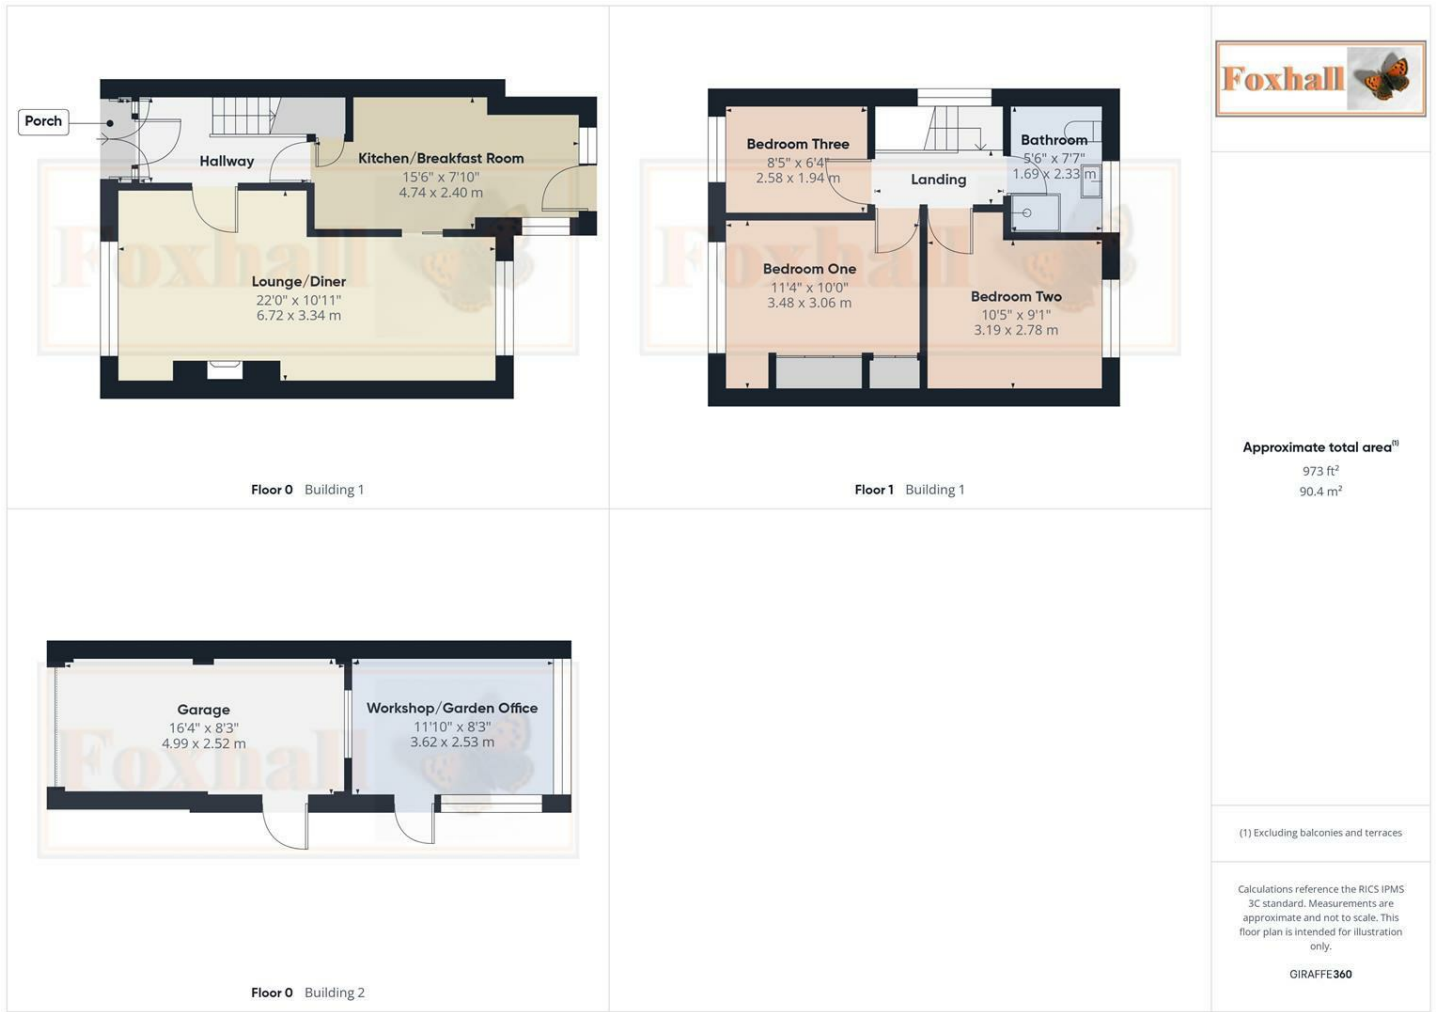 Porch
Hallway
Kitchen/Breakfast Room
15'6" x 7'10"
4.74 x 2.40 m
Lounge/Diner
22'0" x 10'11"
6.72 x 3.34 m
Foxhall
Floor 0 Building 1
Bedroom Three
8'5" x 6'4"
2.58 x 1.94 m
Landing
Bathroom
5'6" x 7'7"
1.69 x 2.33 m
Bedroom One
11'4" x 10'0"
3.48 x 3.06 m
Bedroom Two
10'5" x 9'1"
3.19 x 2.78 m
Foxhall
Floor 1 Building 1
Garage
16'4" x 8'3"
4.99 x 2.52 m
Workshop/Garden Office
11'10" x 8'3"
3.62 x 2.53 m
Foxhall
Floor 0 Building 2
Foxhall
Approximate total area(1)
973 ft²
90.4 m²
(1) Excluding balconies and terraces
Calculations reference the RICS IPMS
3C standard. Measurements are
approximate and not to scale. This
floor plan is intended for illustration
only.
GIRAFFE360